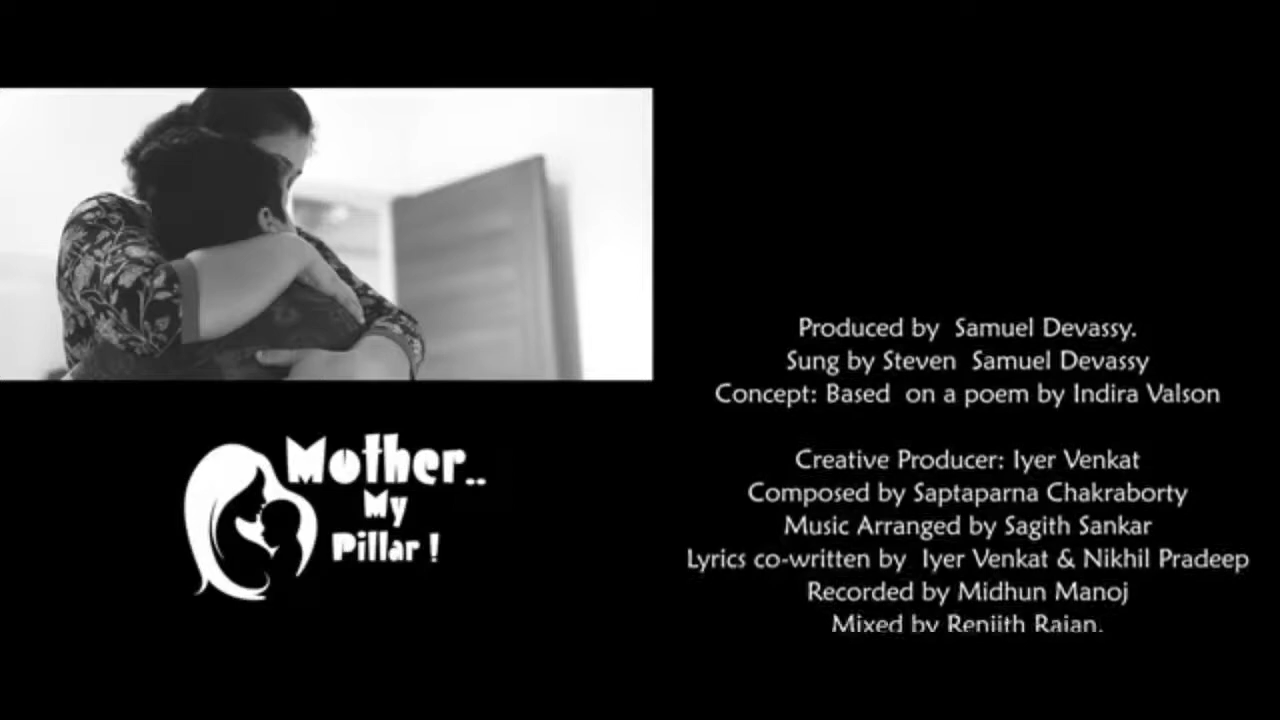 Mother..
My
Pillar !
Produced by Samuel Devassy.
Sung by Steven Samuel Devassy
Concept: Based on a poem by Indira Valson
Creative Producer: Iyer Venkat
Composed by Saptaparna Chakraborty
Music Arranged by Sagith Sankar
Lyrics co-written by Iyer Venkat & Nikhil Pradeep
Recorded by Midhun Manoj
Mixed by Renjith Rajan.